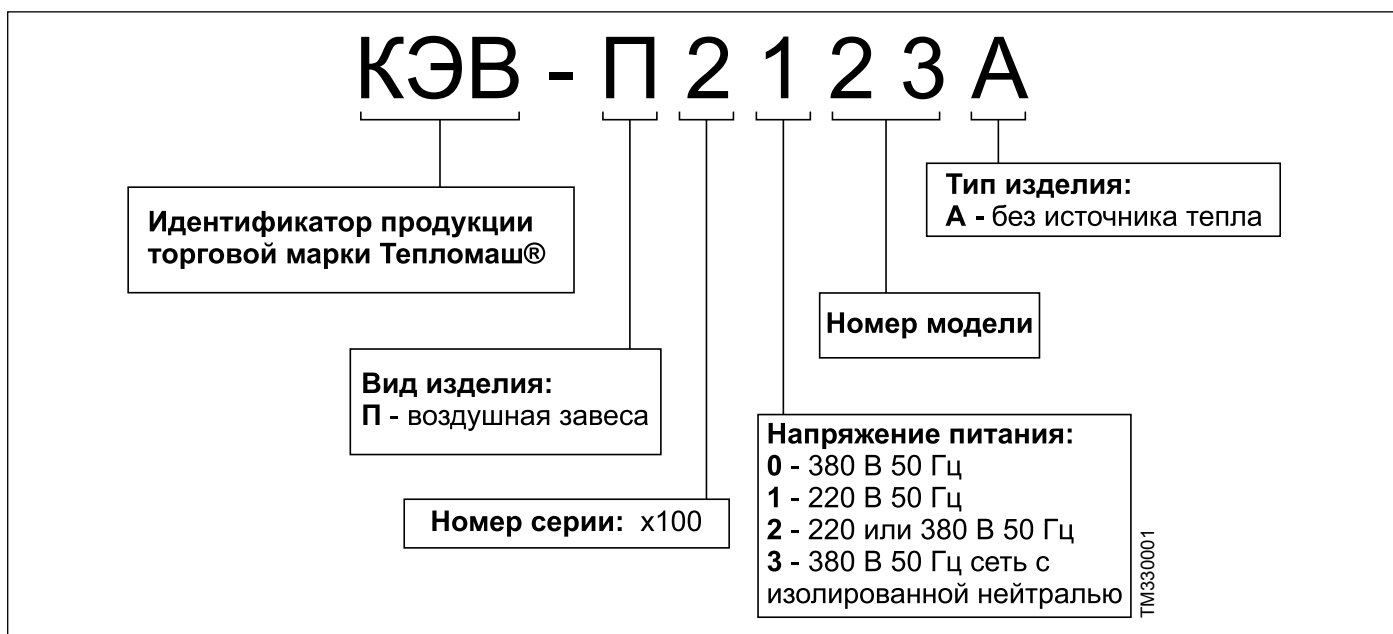 КЭВ - П 2 1 2 3 А
Идентификатор продукции
торговой марки Тепломаш®
Тип изделия:
А - без источника тепла
Номер модели
Вид изделия:
П - воздушная завеса
Номер серии: x100
Напряжение питания:
0 - 380 В 50 Гц
1 - 220 В 50 Гц
2 - 220 или 380 В 50 Гц
3 - 380 В 50 Гц сеть с
изолированной нейтралью
ТМ330001